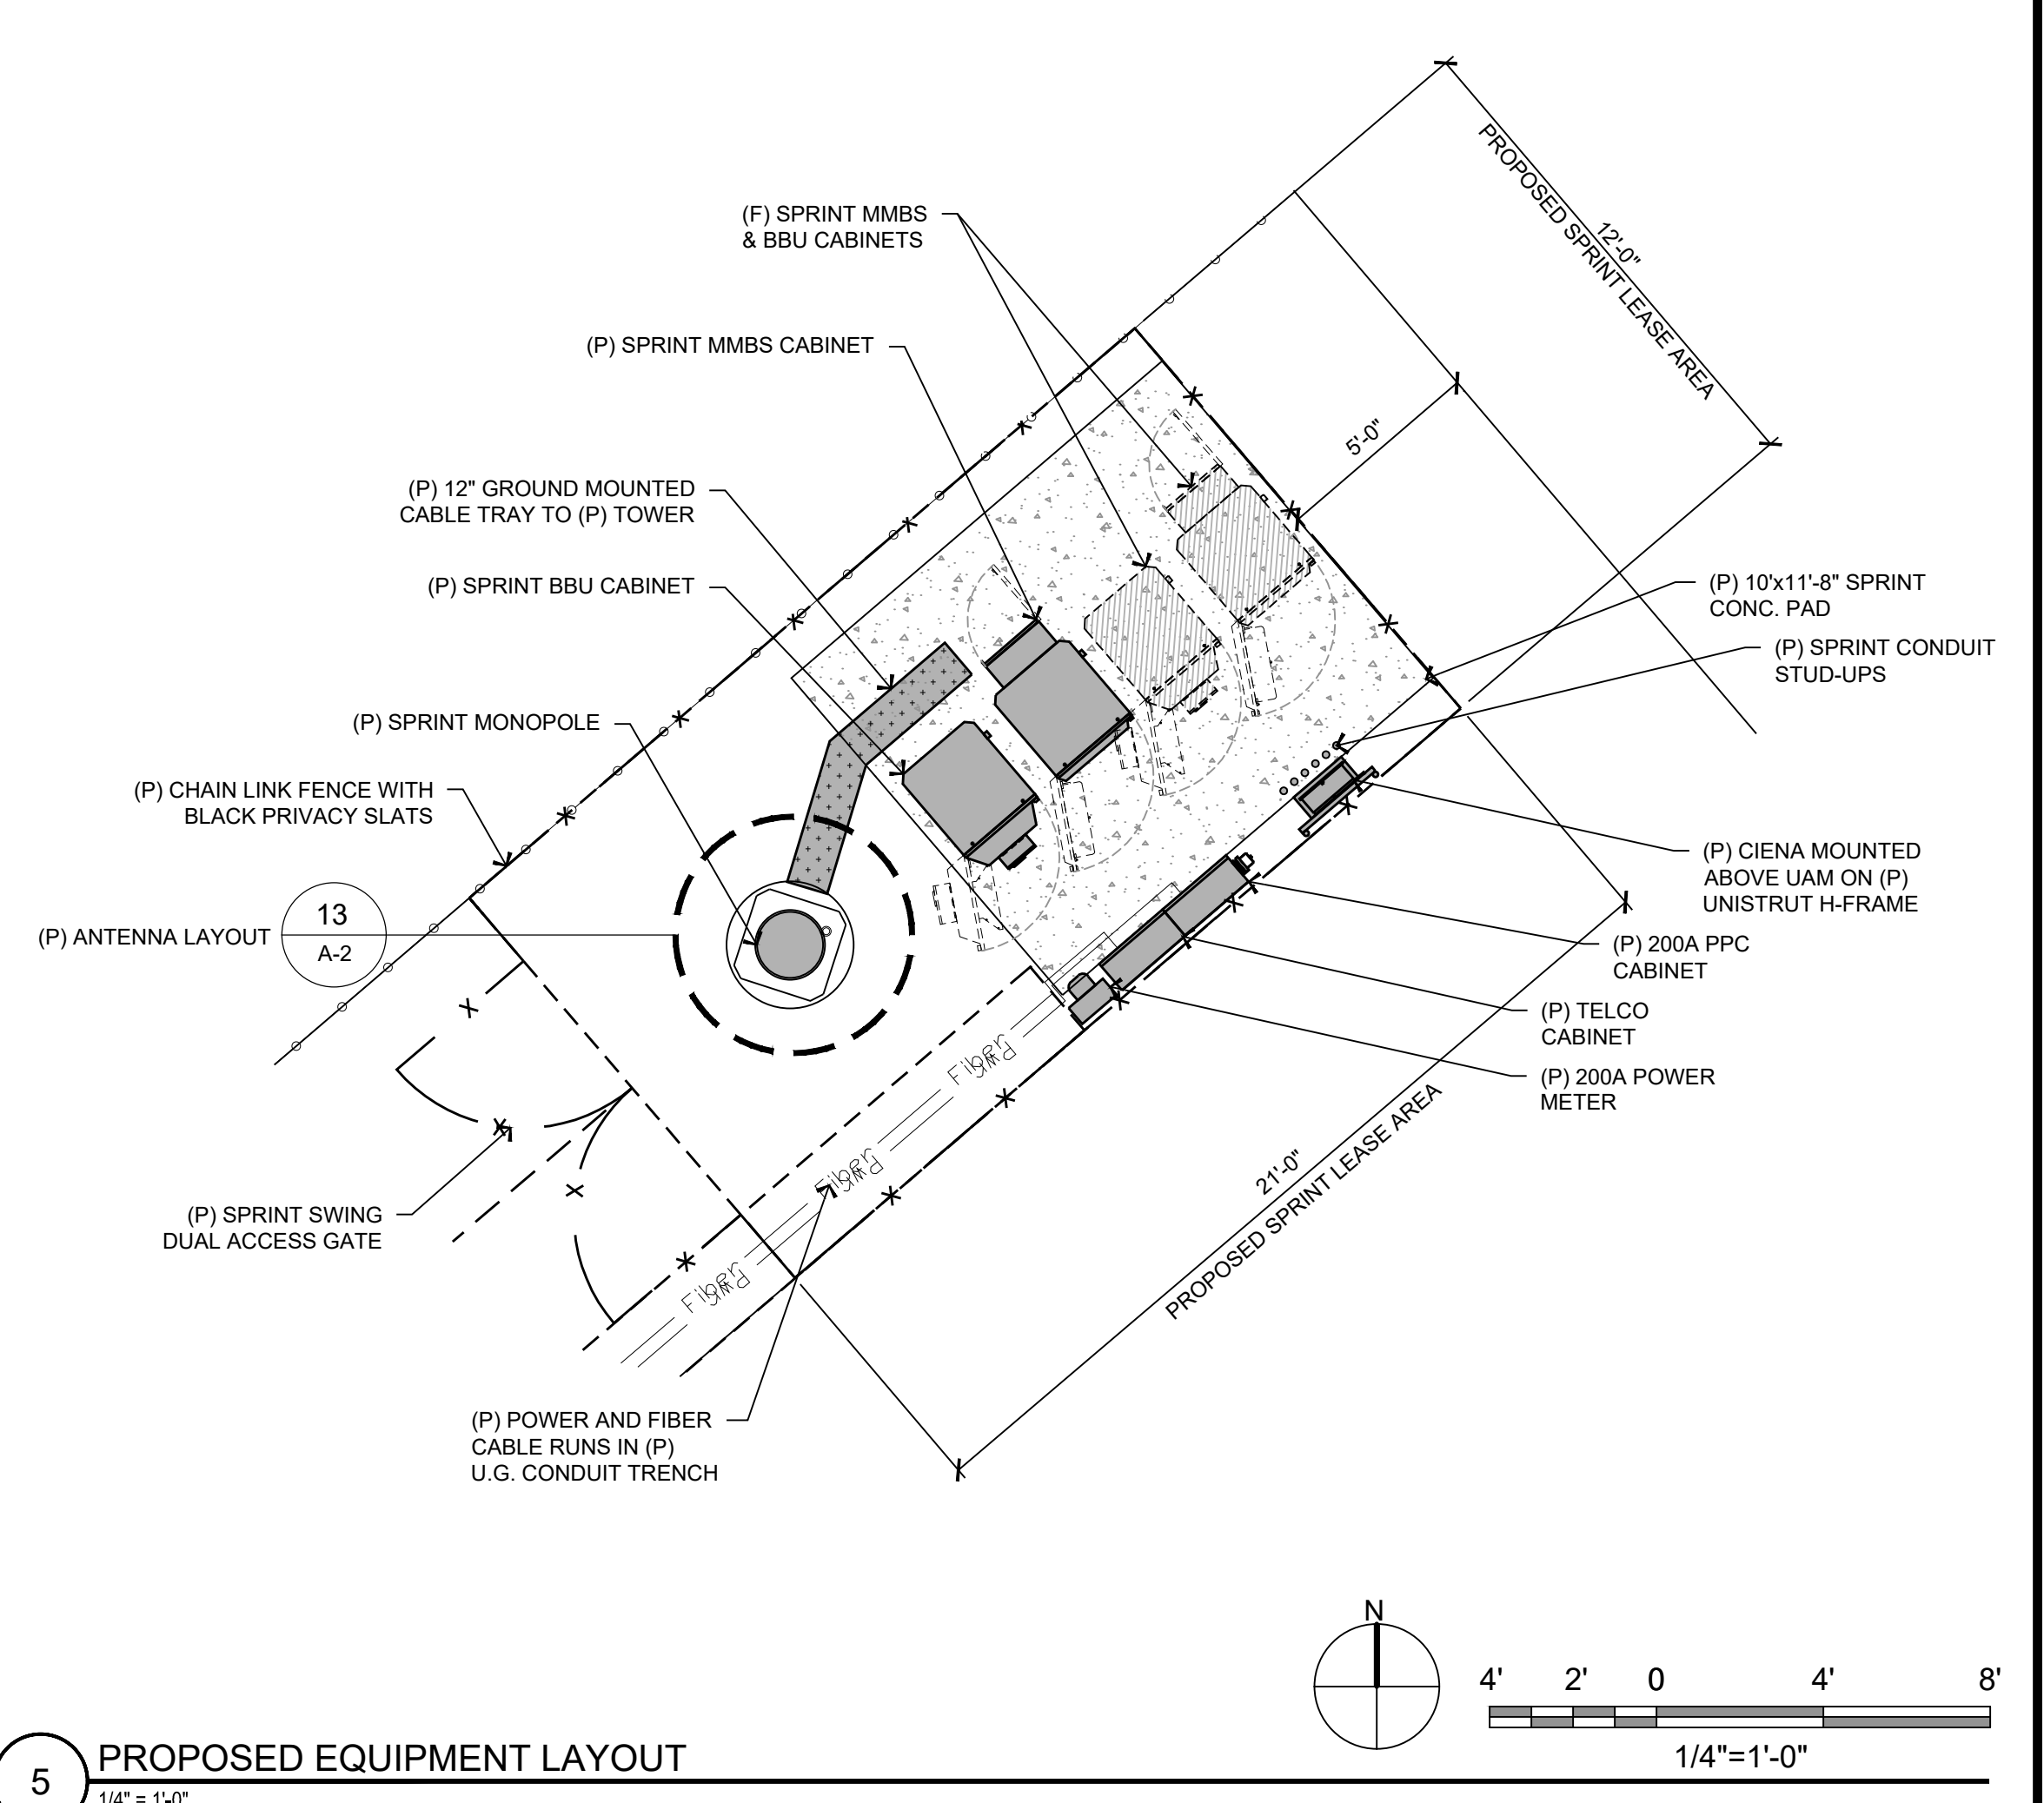 PROPOSED SPRINT LEASE AREA
12'-0"
(F) SPRINT MMBS
& BBU CABINETS
(P) SPRINT MMBS CABINET
5'-0"
(P) 12" GROUND MOUNTED
CABLE TRAY TO (P) TOWER
(P) SPRINT BBU CABINET
(P) 10'x11'-8" SPRINT
CONC. PAD
(P) SPRINT CONDUIT
STUD-UPS
(P) SPRINT MONOPOLE
(P) CHAIN LINK FENCE WITH
BLACK PRIVACY SLATS
(P) CIENA MOUNTED
ABOVE UAM ON (P)
UNISTRUT H-FRAME
13
A-2
(P) ANTENNA LAYOUT
(P) 200A PPC
CABINET
(P) TELCO
CABINET
(P) 200A POWER
METER
Fiber
PWR
Fiber
PWR
Fiber
PWR
21'-0"
PROPOSED SPRINT LEASE AREA
(P) SPRINT SWING
DUAL ACCESS GATE
(P) POWER AND FIBER
CABLE RUNS IN (P)
U.G. CONDUIT TRENCH
N
4' 2' 0 4' 8'
1/4"=1'-0"
5
PROPOSED EQUIPMENT LAYOUT
1/4" = 1'-0"